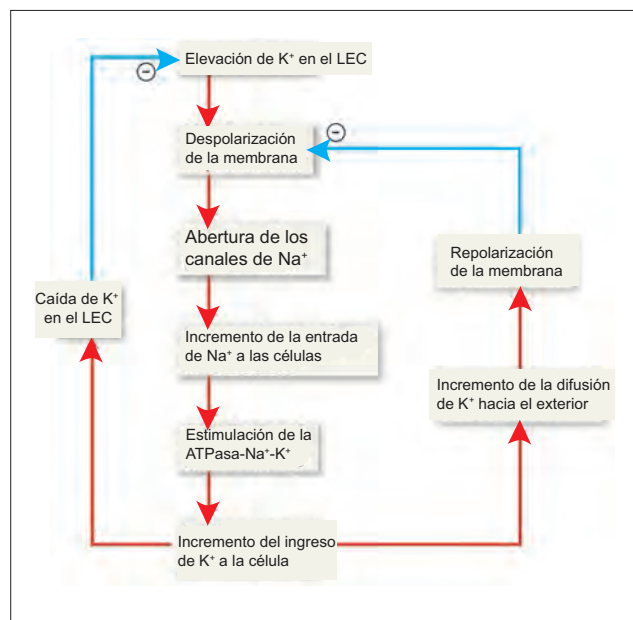 Elevación de K⁺ en el LEC
Despolarización
de la membrana
Abertura de los
canales de Na⁺
Repolarización
de la membrana
Caída de K⁺
en el LEC
Incremento de la entrada
de Na⁺ a las células
Incremento de la difusión
de K⁺ hacia el exterior
Estimulación de la
ATPasa-Na⁺-K⁺
Incremento del ingreso
de K⁺ a la célula